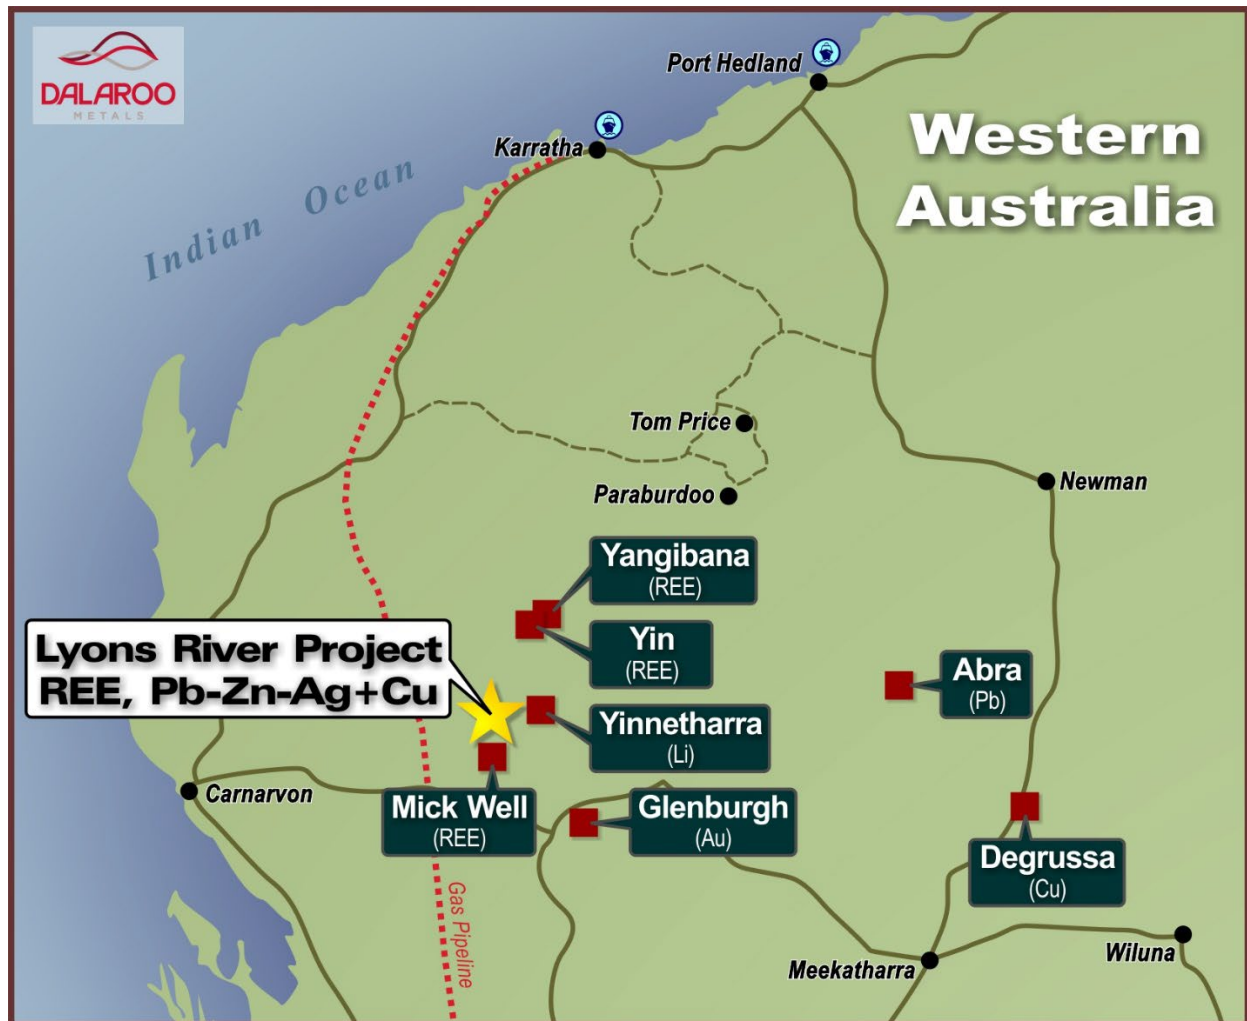 DALAROO
METALS
Port Hedland
Western
Australia
Karratha
Indian Ocean
Tom Price
Newman
Paraburdoo
Yangibana
(REE)
Yin
(REE)
Lyons River Project
REE, Pb-Zn-Ag+Cu
Abra
(Pb)
Yinnetharra
(Li)
Carnarvon
Mick Well
(REE)
Glenburgh
(Au)
Degrussa
(Cu)
Gas Pipeline
Wiluna
Meekatharra